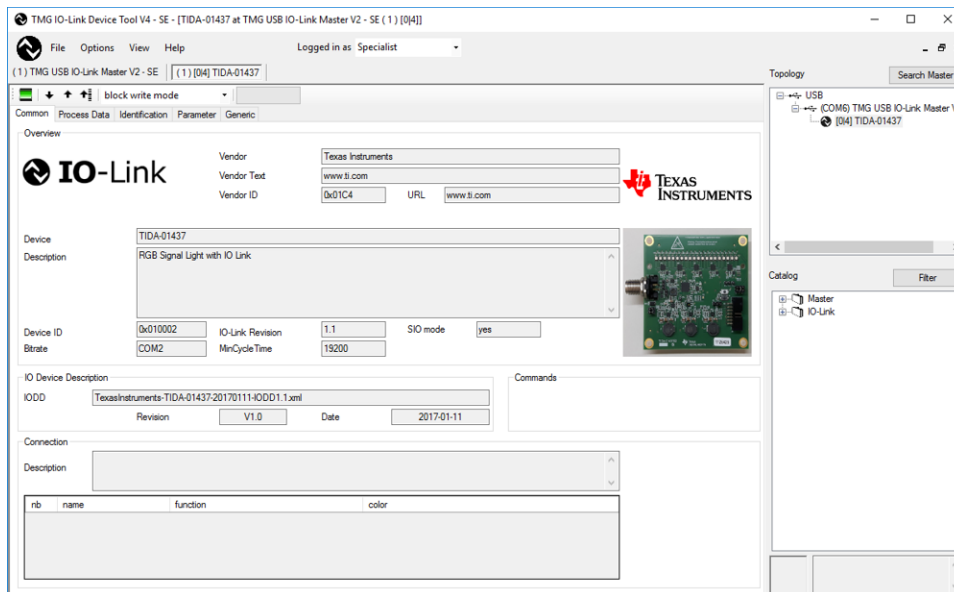 TMG IO-Link Device Tool V4 - SE - [TIDA-01437 at TMG USB IO-Link Master V2 - SE ( 1 ) [0|4]]
File Options View Help Logged in as Specialist
( 1 ) TMG USB IO-Link Master V2 - SE ( 1 ) [0|4] TIDA-01437
block write mode
Common Process Data Identification Parameter Generic
Overview
IO-Link
Vendor Texas Instruments
Vendor Text www.ti.com
Vendor ID 0x01C4 URL www.ti.com
TEXAS
INSTRUMENTS
Device TIDA-01437
Description RGB Signal Light with IO Link
Device ID 0x010002 IO-Link Revision 1.1 SIO mode yes
Bitrate COM2 MinCycleTime 19200
IO Device Description
IODD TexasInstruments-TIDA-01437-20170111-IODD1.1.xml
Revision V1.0 Date 2017-01-11
Commands
Connection
Description
nb name function color
Topology Search Master
USB
(COM6) TMG USB IO-Link Master V
[0|4] TIDA-01437
Catalog Filter
Master
IO-Link